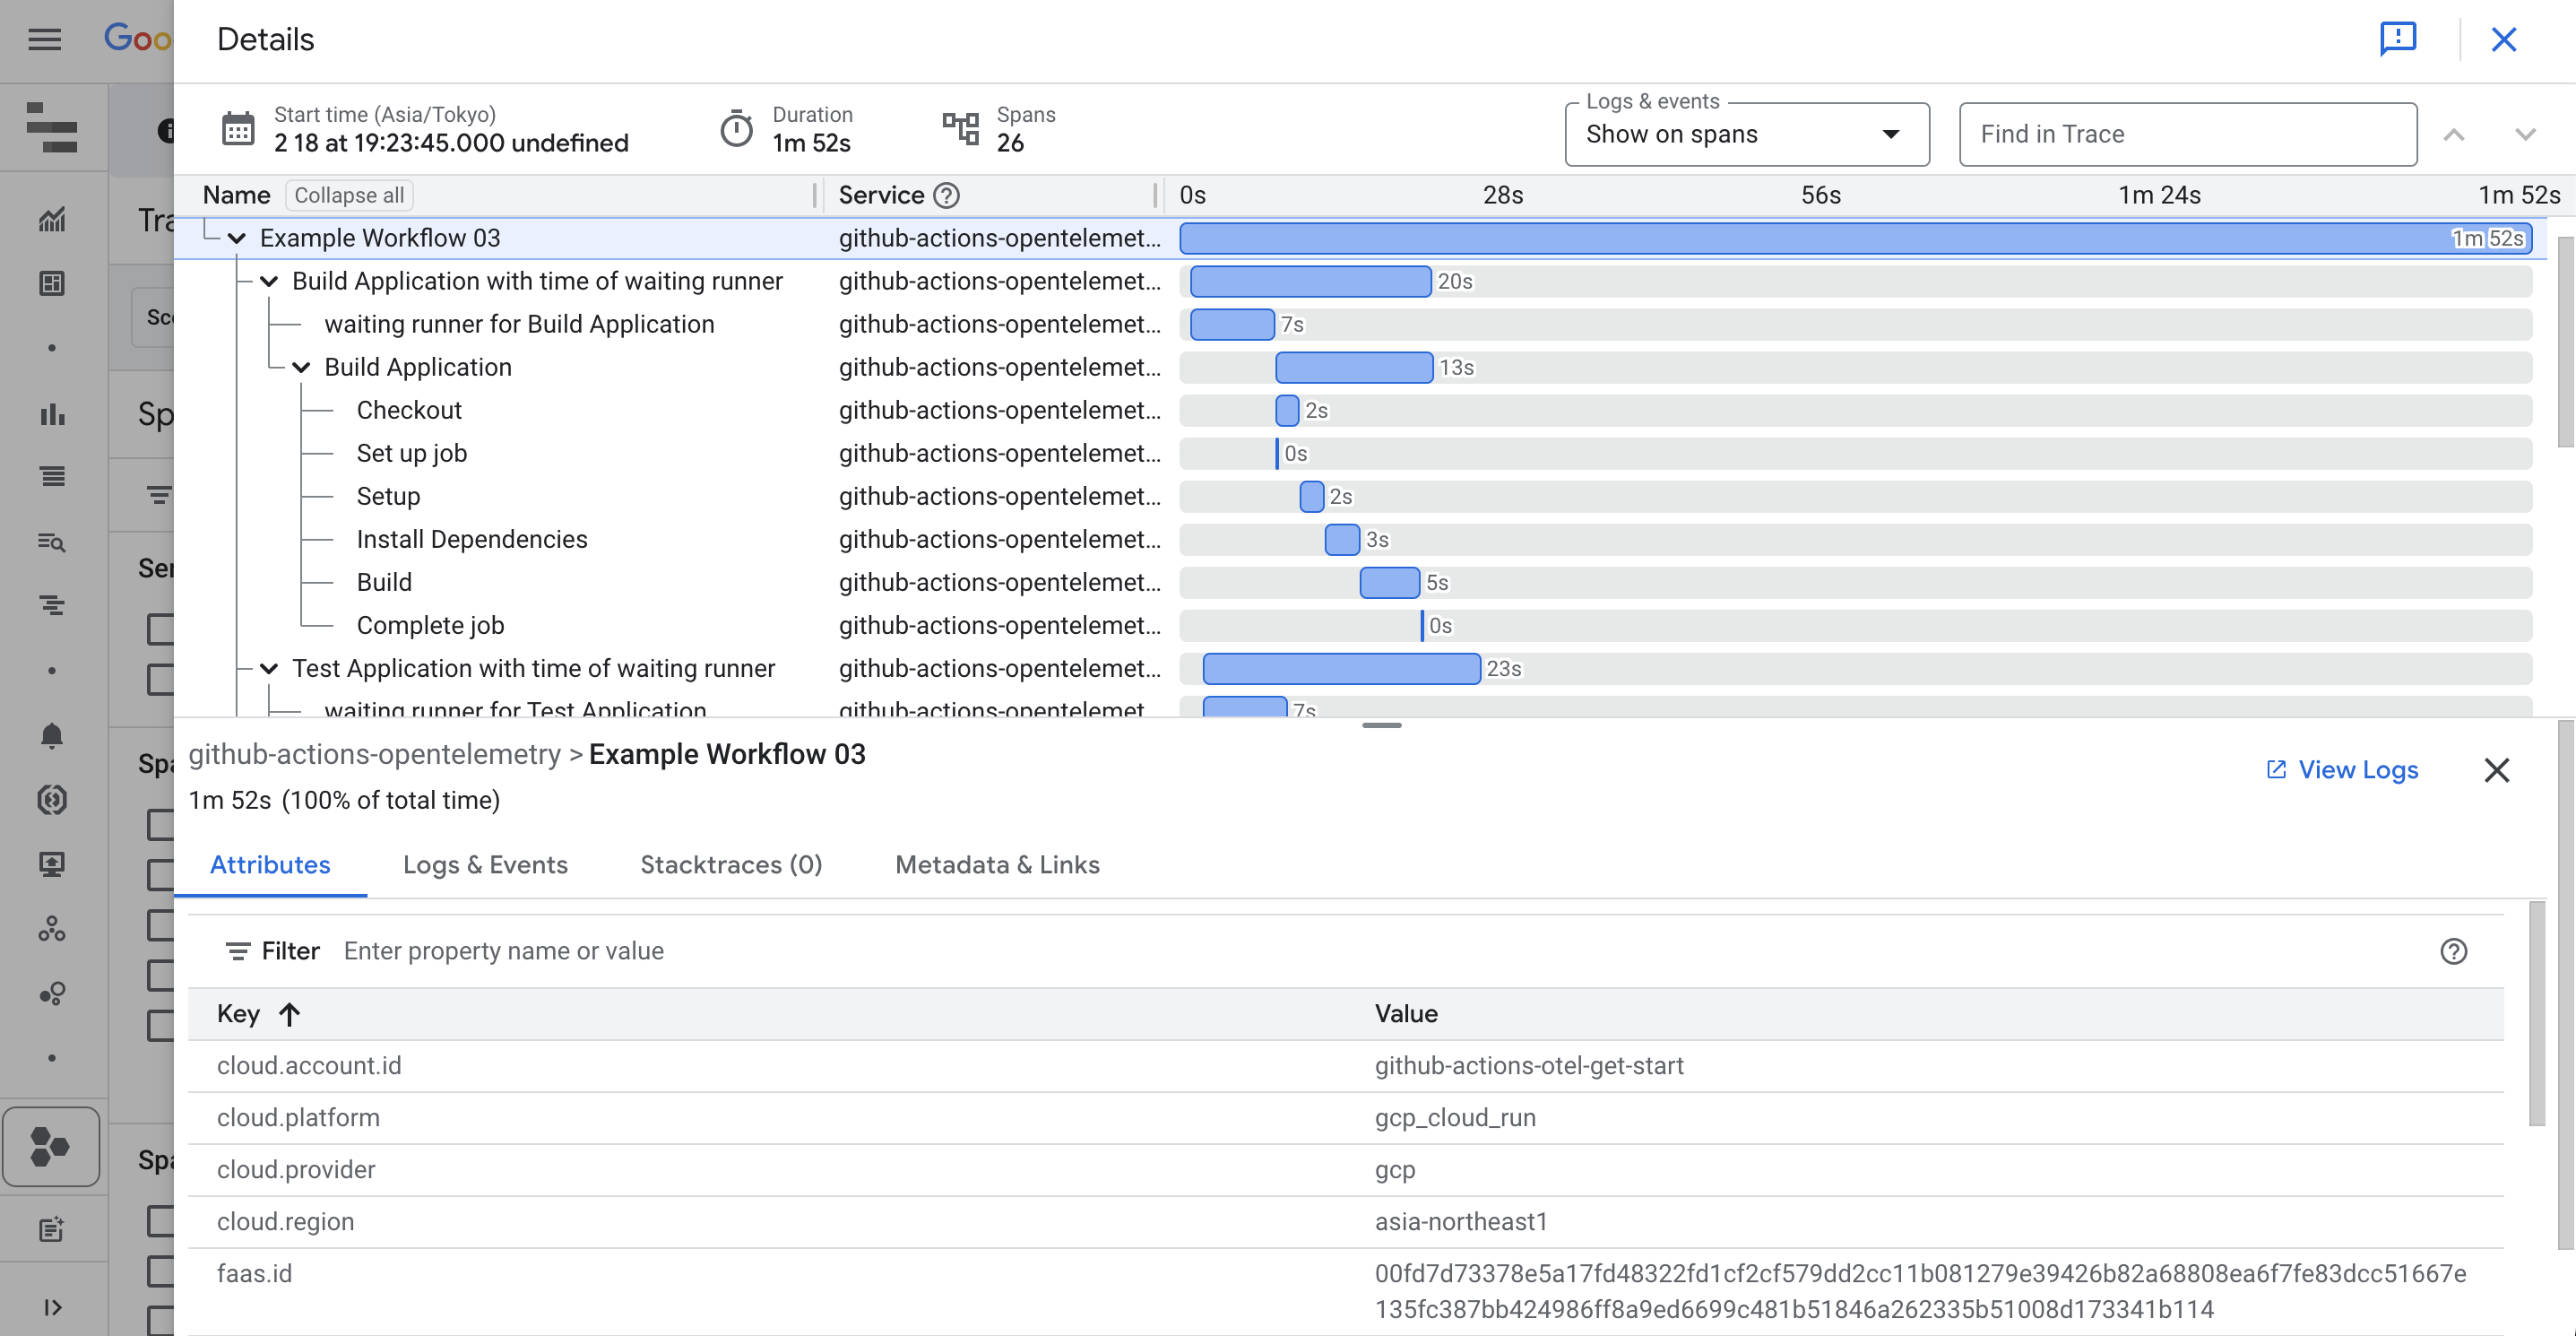 Goo
Details
Start time (Asia/Tokyo)
2 18 at 19:23:45.000 undefined
Duration
1m 52s
Spans
26
Logs & events
Show on spans
Find in Trace
Name Collapse all Service 0s 28s 56s 1m 24s 1m 52s
Example Workflow 03 github-actions-opentelemet... 1m 52s
Build Application with time of waiting runner github-actions-opentelemet... 20s
waiting runner for Build Application github-actions-opentelemet... 7s
Build Application github-actions-opentelemet... 13s
Checkout github-actions-opentelemet... 2s
Set up job github-actions-opentelemet... 0s
Setup github-actions-opentelemet... 2s
Install Dependencies github-actions-opentelemet... 3s
Build github-actions-opentelemet... 5s
Complete job github-actions-opentelemet... 0s
Test Application with time of waiting runner github-actions-opentelemet... 23s
waiting runner for Test Application github-actions-opentelemet 7s
Tra
Sco
Sp
Ser
Spa
Spa
github-actions-opentelemetry > Example Workflow 03
1m 52s (100% of total time)
View Logs
Attributes Logs & Events Stacktraces (0) Metadata & Links
Filter Enter property name or value
Key Value
cloud.account.id github-actions-otel-get-start
cloud.platform gcp_cloud_run
cloud.provider gcp
cloud.region asia-northeast1
faas.id 00fd7d73378e5a17fd48322fd1cf2cf579dd2cc11b081279e39426b82a68808ea6f7fe83dcc51667e
135fc387bb424986ff8a9ed6699c481b51846a262335b51008d173341b114